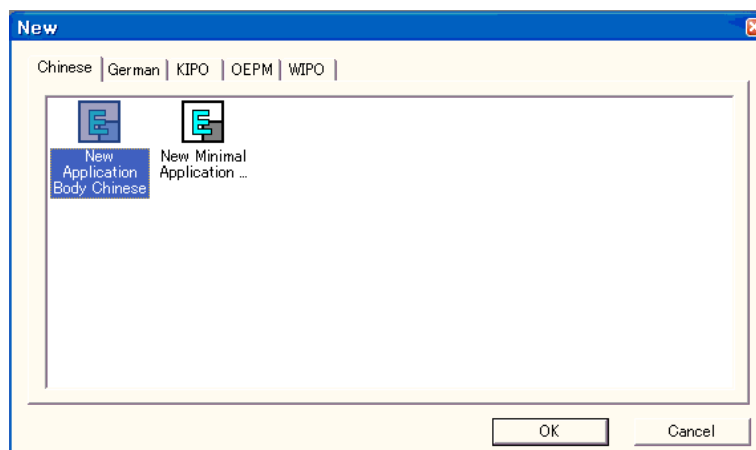 New
Chinese German KIPO OEPM WIPO
New
Application
Body Chinese
New Minimal
Application ...
OK Cancel